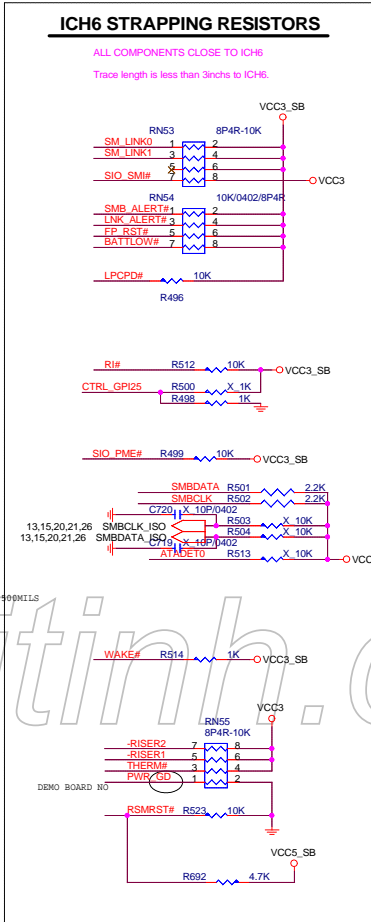 ICH6 STRAPPING RESISTORS
ALL COMPONENTS CLOSE TO ICH6
Trace length is less than 3inchs to ICH6.
VCC3_SB
RN53 8P4R-10K
SM_LINK0 1 2
SM_LINK1 3 4
5 6
SIO_SMI# 7 8 VCC3
RN54 10K/0402/8P4R
SMB_ALERT# 1 2
LNK_ALERT# 3 4
FP_RST# 5 6
BATTLOW# 7 8
LPCPD# 10K
R496
RI# R512 10K VCC3_SB
CTRL_GPI25 R500 X_1K
R498 1K
SIO_PME# R499 10K VCC3_SB
SMBDATA R501 2.2K
SMBCLK R502 2.2K
C720 X_10P/0402
13,15,20,21,26 SMBCLK_ISO R503 X_10K
13,15,20,21,26 SMBDATA_ISO R504 X_10K
C719 X_10P/0402
ATADET0 R513 X_10K VCC
500MILS
tinh.c
WAKE# R514 1K VCC3_SB
VCC3
RN55
8P4R-10K
-RISER2 7 8
-RISER1 5 6
THERM# 3 4
PWR_GD 1 2
DEMO BOARD NO
RSMRST# R523 10K
VCC5_SB
R692 4.7K